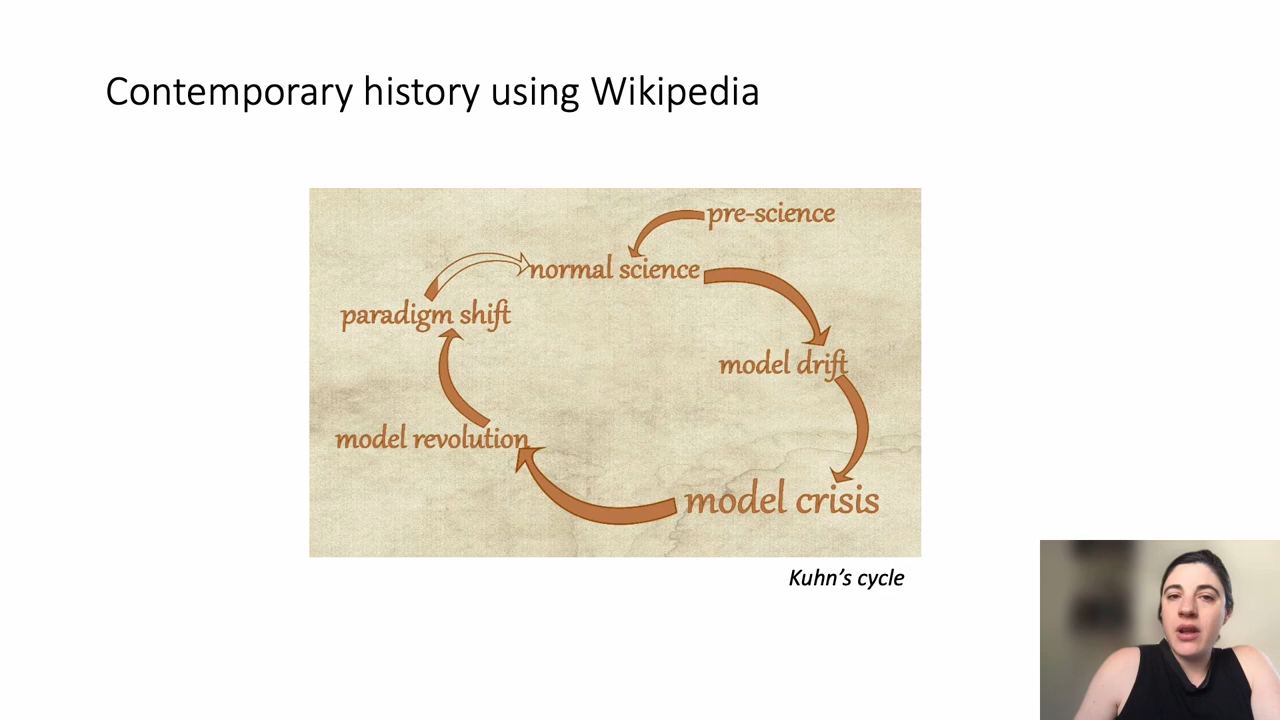 Contemporary history using Wikipedia
pre-science
normal science
paradigm shift
model drift
model revolution
model crisis
Kuhn's cycle